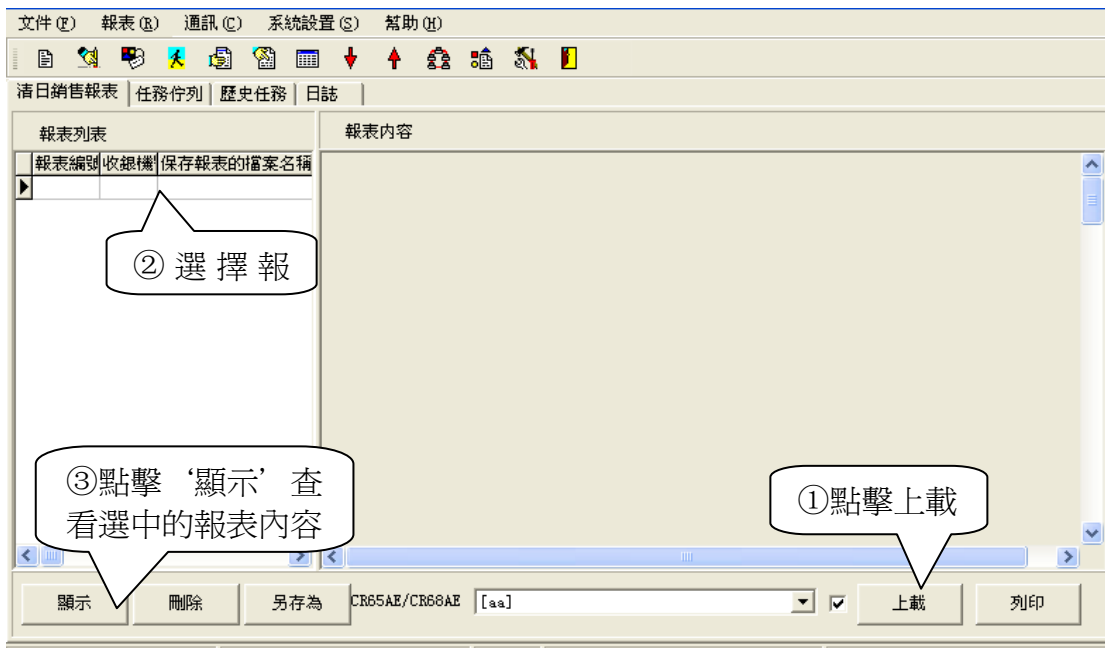 文件(F) 報表(R) 通訊(C) 系統設置(S) 幫助(H)
清日銷售報表 任務佇列 歷史任務 日誌
報表列表 報表內容
報表編號 收銀機 保存報表的檔案名稱
② 選 擇 報
③點擊‘顯示’查
看選中的報表內容
①點擊上載
顯示 刪除 另存為 CR65AE/CR68AE [aa] 上載 列印